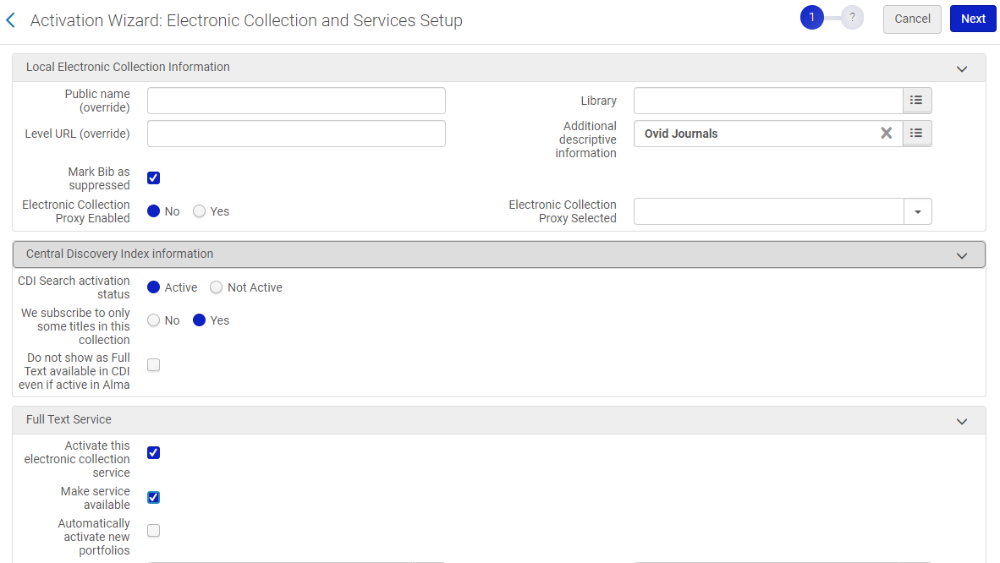 Activation Wizard: Electronic Collection and Services Setup
1
?
Cancel
Next
Local Electronic Collection Information
Public name
(override)
Library
Level URL (override)
Additional
descriptive
information
Ovid Journals
Mark Bib as
suppressed
Electronic Collection
Proxy Enabled
No
Yes
Electronic Collection
Proxy Selected
Central Discovery Index information
CDI Search activation
status
Active
Not Active
We subscribe to only
some titles in this
collection
No
Yes
Do not show as Full
Text available in CDI
even if active in Alma
Full Text Service
Activate this
electronic collection
service
Make service
available
Automatically
activate new
portfolios